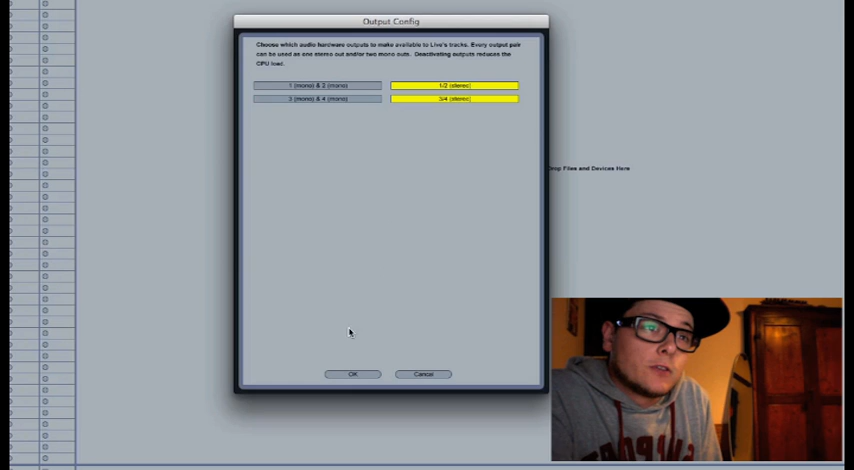 Output Config
Choose which audio hardware outputs to make available to Live's tracks. Every output pair
can be used as one stereo out and/or two mono outs. Deactivating outputs reduces the
CPU load.
1 (mono) & 2 (mono) 1/2 (stereo)
3 (mono) & 4 (mono) 3/4 (stereo)
Drop Files and Devices Here
OK Cancel
SUPPORT